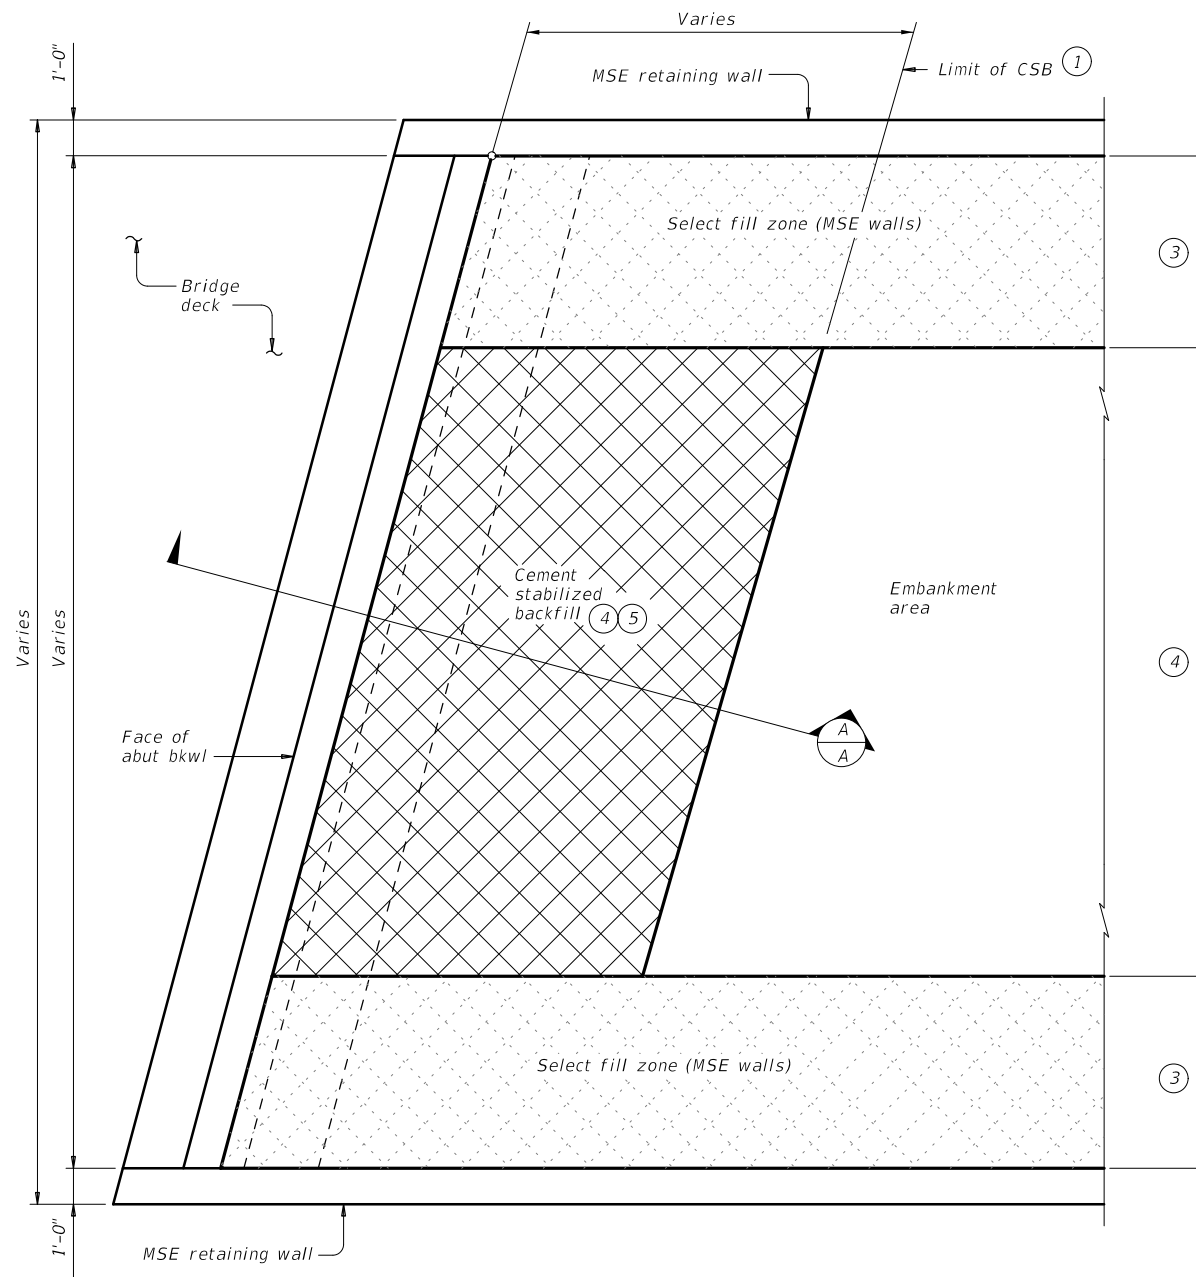 Varies
1'-0"
MSE retaining wall
Limit of CSB 1
Select fill zone (MSE walls)
3
Bridge
deck
Cement
stabilized
backfill 4 5
Embankment
area
Varies
Varies
4
Face of
abut bkwl
A
A
Select fill zone (MSE walls)
3
1'-0"
MSE retaining wall